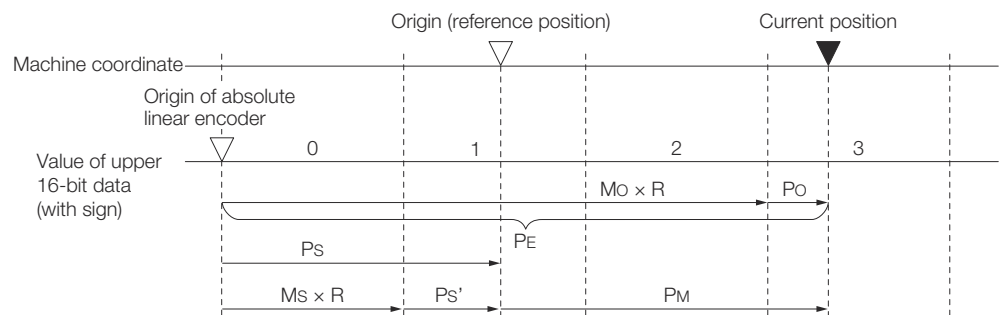 Origin (reference position) Current position
Machine coordinate
Origin of absolute
linear encoder
0 1 2 3
Value of upper
16-bit data
(with sign)
MO × R PO
PE
PS
MS × R PS’ PM